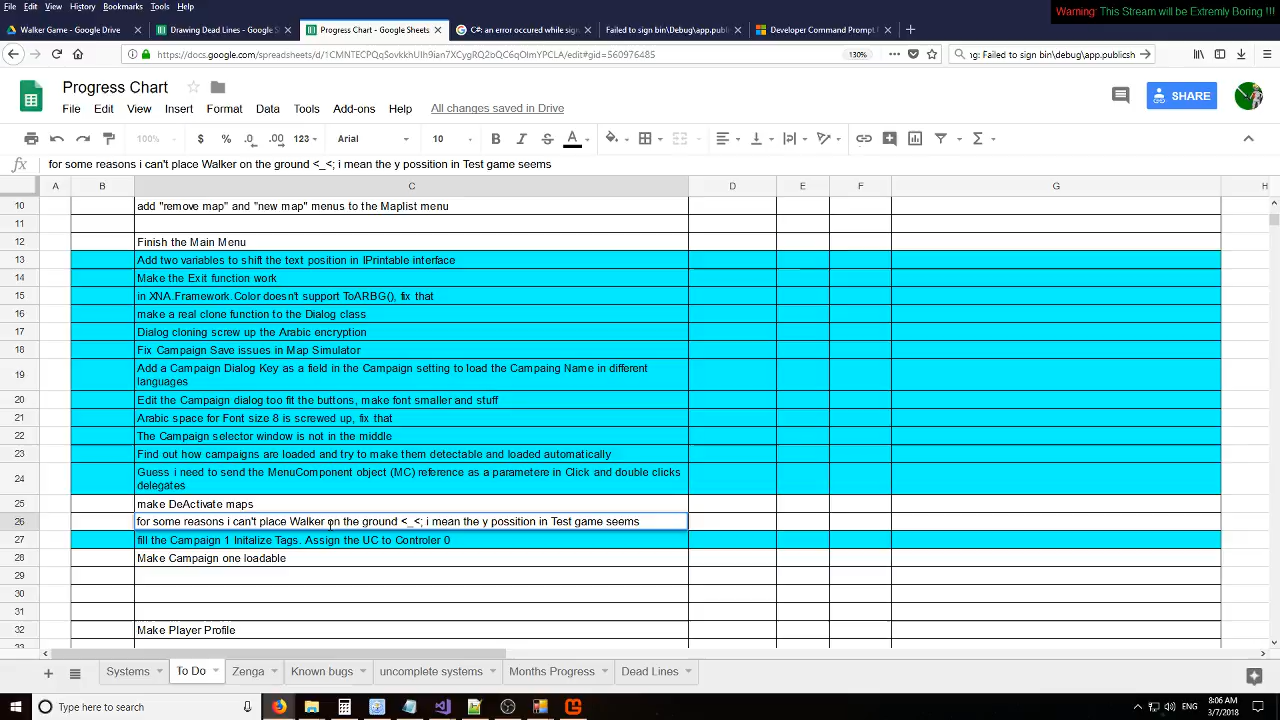 File Edit View History Bookmarks Tools Help
Warning: This Stream will be Extremly Boring !!!
Walker Game - Google Drive
Drawing Dead Lines - Google S
Progress Chart - Google Sheets
C#: an error occured while sign
Failed to sign bin\Debug\app.publish
Developer Command Prompt
https://docs.google.com/spreadsheets/d/1CMNTECPQqSovkkhUIh9ian7XCygRQ2oQC6qOlmYPCLA/edit#gid=560976485
130%
ng: Failed to sign bin\debug\app.publicsh
Progress Chart
File Edit View Insert Format Data Tools Add-ons Help All changes saved in Drive
SHARE
100% $ % .0 .00 123 Arial 10 B I S A
fx for some reasons i can't place Walker on the ground <_<; i mean the y possition in Test game seems
A B C D E F G H
10 add "remove map" and "new map" menus to the Maplist menu
11
12 Finish the Main Menu
13 Add two variables to shift the text position in IPrintable interface
14 Make the Exit function work
15 in XNA.Framework.Color doesn't support ToARBG(), fix that
16 make a real clone function to the Dialog class
17 Dialog cloning screw up the Arabic encryption
18 Fix Campaign Save issues in Map Simulator
19 Add a Campaign Dialog Key as a field in the Campaign setting to load the Campaing Name in different
languages
20 Edit the Campaign dialog too fit the buttons, make font smaller and stuff
21 Arabic space for Font size 8 is screwed up, fix that
22 The Campaign selector window is not in the middle
23 Find out how campaigns are loaded and try to make them detectable and loaded automatically
24 Guess i need to send the MenuComponent object (MC) reference as a parametere in Click and double clicks
delegates
25 make DeActivate maps
26 for some reasons i can't place Walker on the ground <_<; i mean the y possition in Test game seems
27 fill the Campaign 1 Initalize Tags. Assign the UC to Controler 0
28 Make Campaign one loadable
29
30
31
32 Make Player Profile
Systems To Do Zenga Known bugs uncomplete systems Months Progress Dead Lines
Type here to search
ENG
8:06 AM
3/7/2018